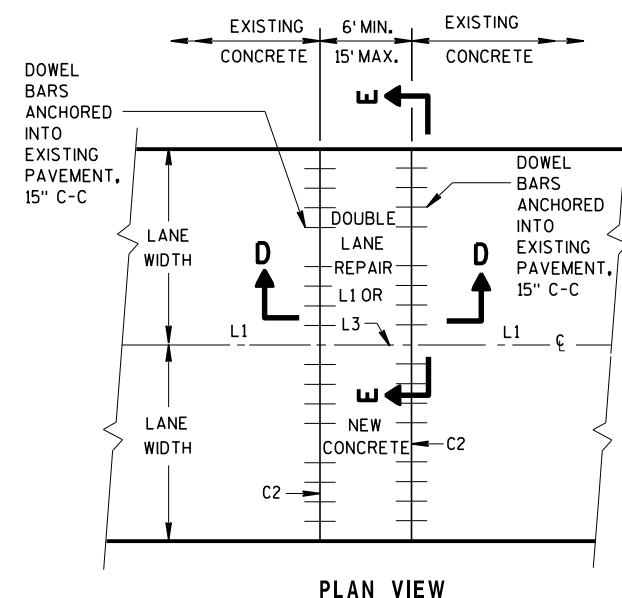 EXISTING
CONCRETE
6' MIN.
15' MAX.
EXISTING
CONCRETE
DOWEL
BARS
ANCHORED
INTO
EXISTING
PAVEMENT,
15" C-C
E
DOWEL
BARS
ANCHORED
INTO
EXISTING
PAVEMENT,
15" C-C
LANE
WIDTH
D
DOUBLE
LANE
REPAIR
L1 OR
L3
D
L1
L1
℄
LANE
WIDTH
E
NEW
CONCRETE
C2
C2
PLAN VIEW